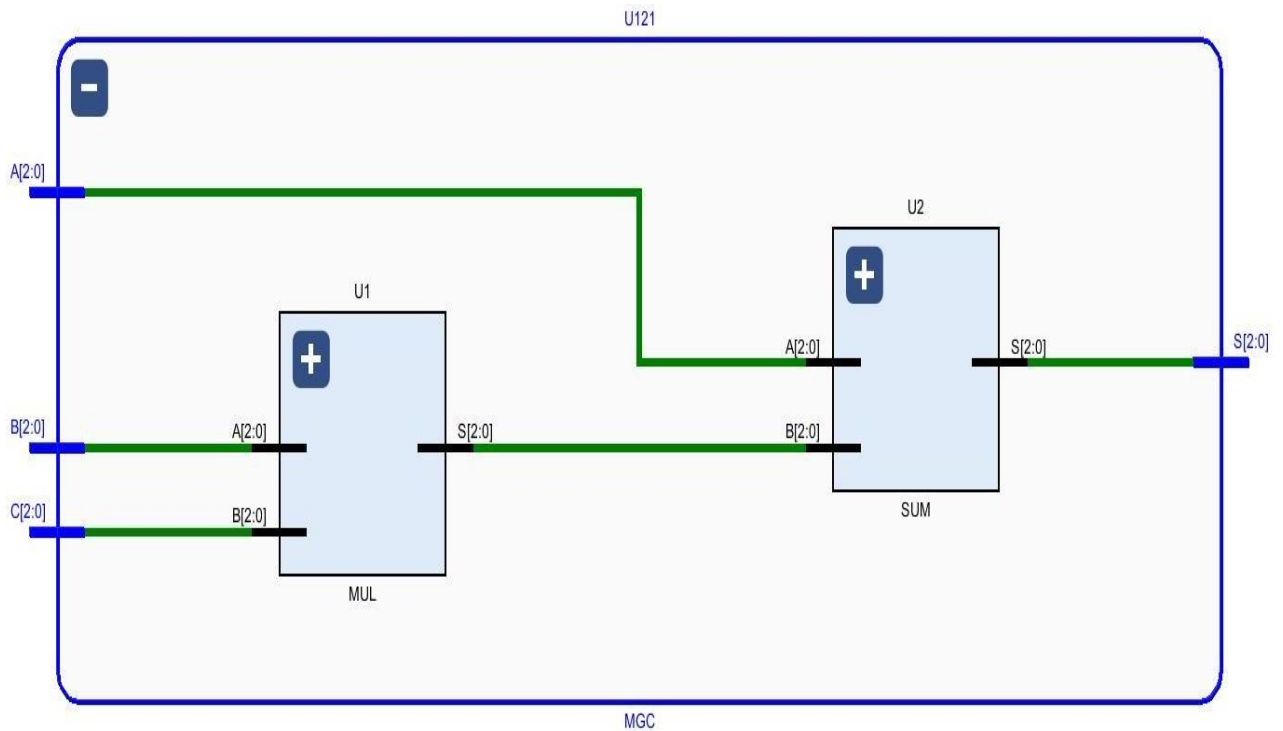 U121
-
A[2:0]
U2
+
U1
+
A[2:0]
S[2:0]
S[2:0]
B[2:0]
A[2:0]
S[2:0]
B[2:0]
C[2:0]
B[2:0]
SUM
MUL
MGC